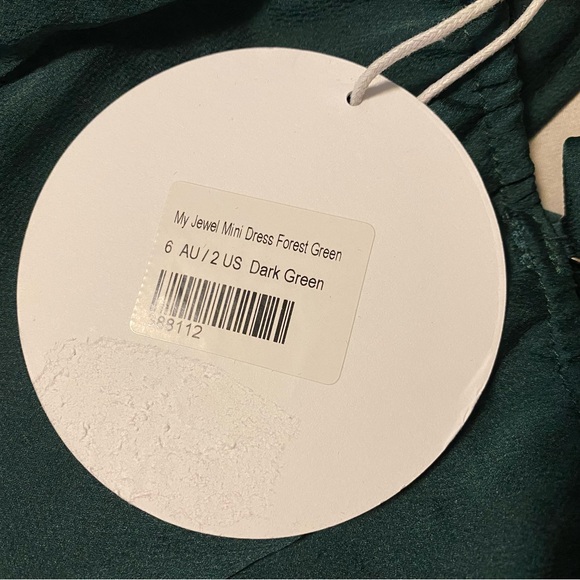 My Jewel Mini Dress Forest Green
6 AU / 2 US Dark Green
88112